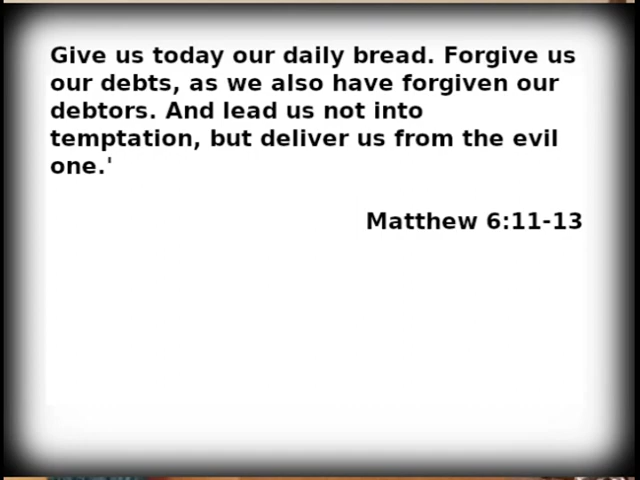 Give us today our daily bread. Forgive us
our debts, as we also have forgiven our
debtors. And lead us not into
temptation, but deliver us from the evil
one.'
Matthew 6:11-13